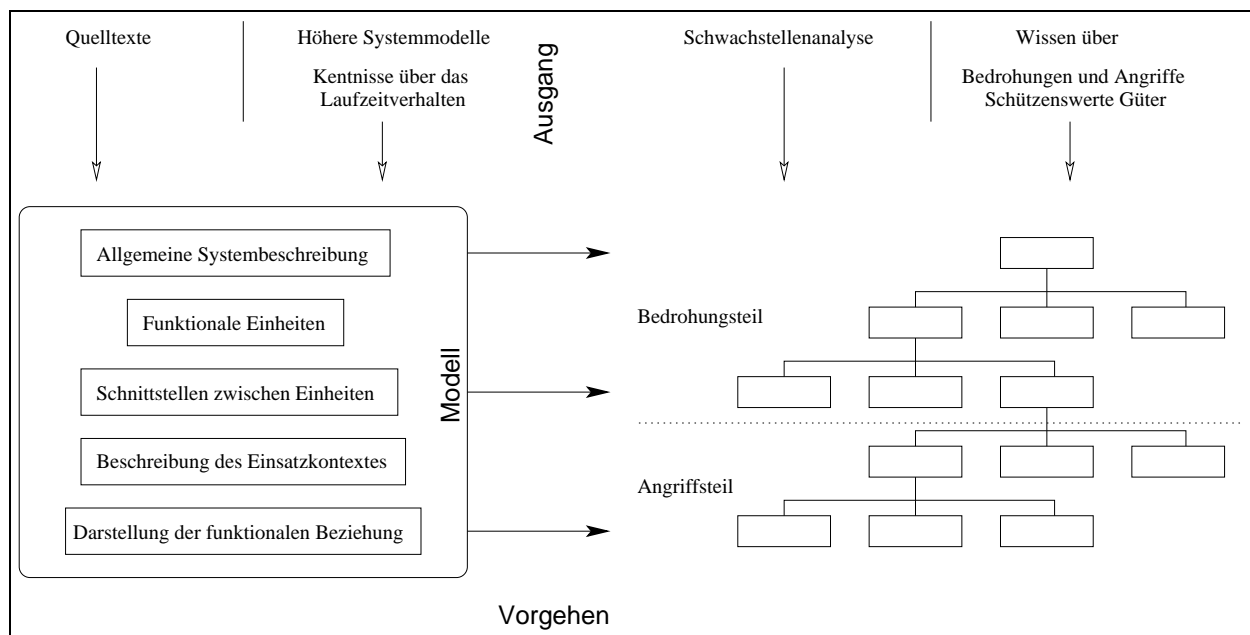 Quelltexte
Höhere Systemmodelle
Kentnisse über das
Laufzeitverhalten
Ausgang
Schwachstellenanalyse
Wissen über
Bedrohungen und Angriffe
Schützenswerte Güter
Allgemeine Systembeschreibung
Funktionale Einheiten
Schnittstellen zwischen Einheiten
Beschreibung des Einsatzkontextes
Darstellung der funktionalen Beziehung
Modell
Bedrohungsteil
Angriffsteil
Vorgehen